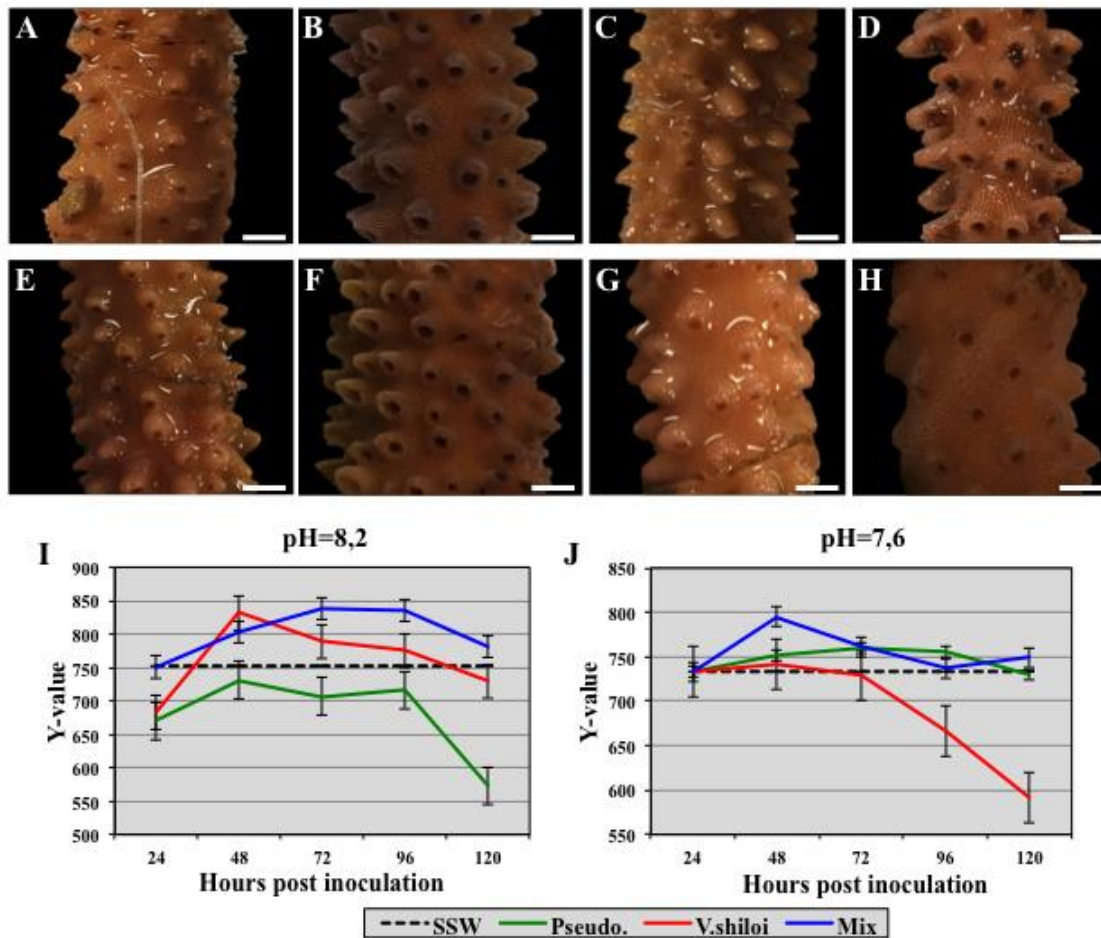 A B C D
E F G H
I pH=8,2
900
850
800
750
700
650
600
550
500
Y-value
24 48 72 96 120
Hours post inoculation
J pH=7,6
850
800
750
700
650
600
550
Y-value
24 48 72 96 120
Hours post inoculation
SSW Pseudo. V.shiloi Mix